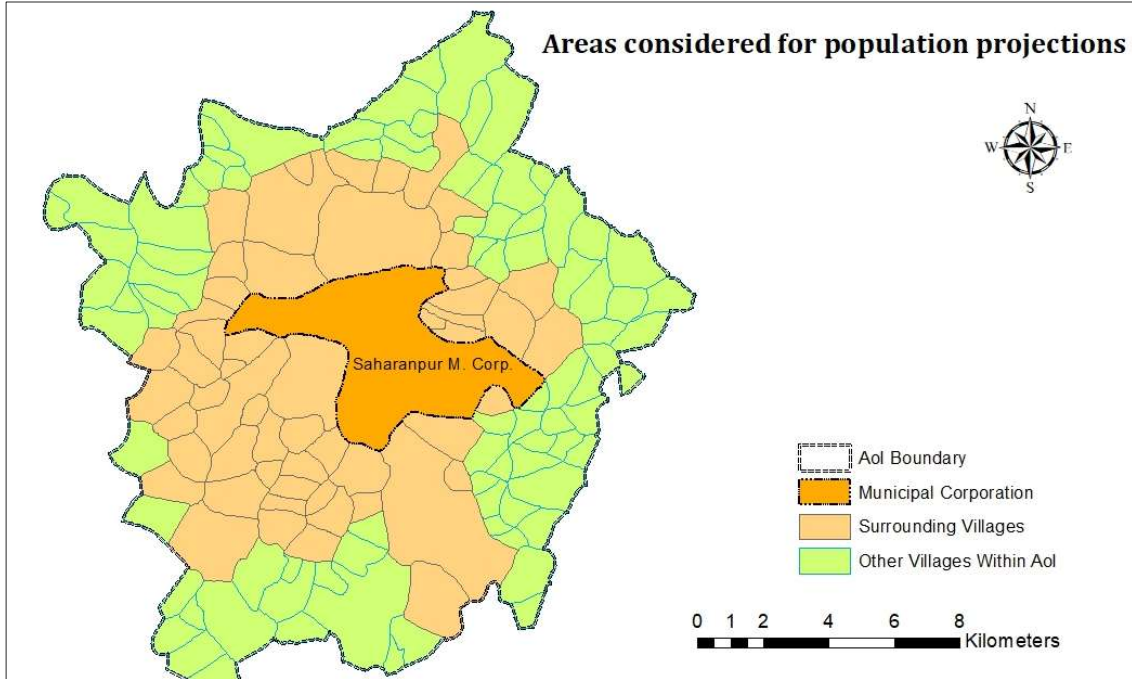 Areas considered for population projections
N
W E
S
Saharanpur M. Corp.
AoI Boundary
Municipal Corporation
Surrounding Villages
Other Villages Within AoI
0 1 2 4 6 8
Kilometers